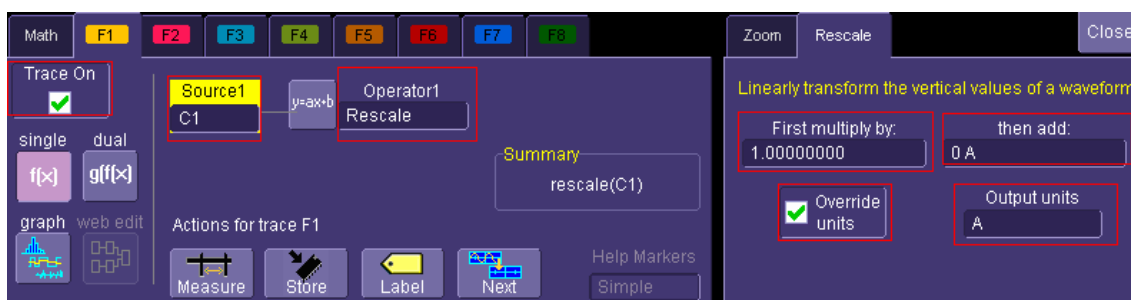 Math F1 F2 F3 F4 F5 F6 F7 F8 Zoom Rescale Close
Trace On
Source1
C1
y=ax+b
Operator1
Rescale
single dual
f(x) g(f(x))
Summary
rescale(C1)
graph web edit
Actions for trace F1
Measure Store Label Next
Help Markers
Simple
Linearly transform the vertical values of a waveform
First multiply by:
1.00000000
then add:
0 A
Override
units
Output units
A